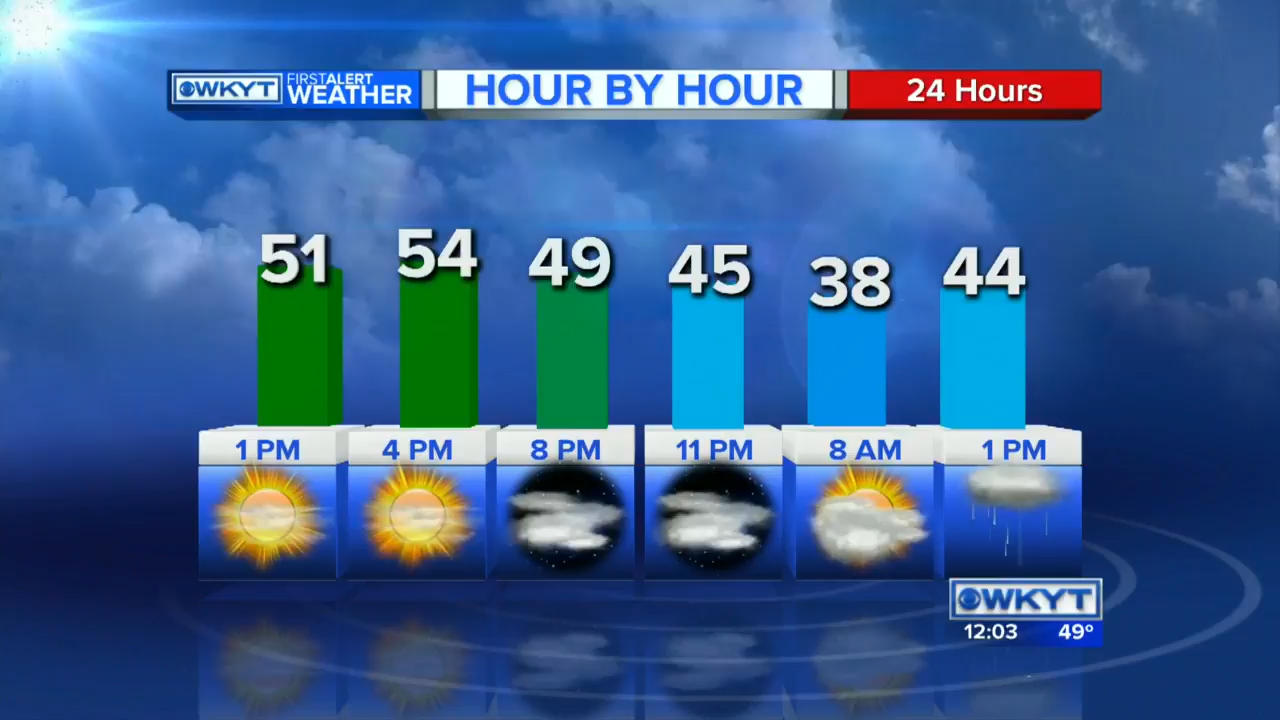 WKYT FIRST ALERT WEATHER
HOUR BY HOUR
24 Hours
51 54 49 45 38 44
1 PM 4 PM 8 PM 11 PM 8 AM 1 PM
WKYT
12:03 49°